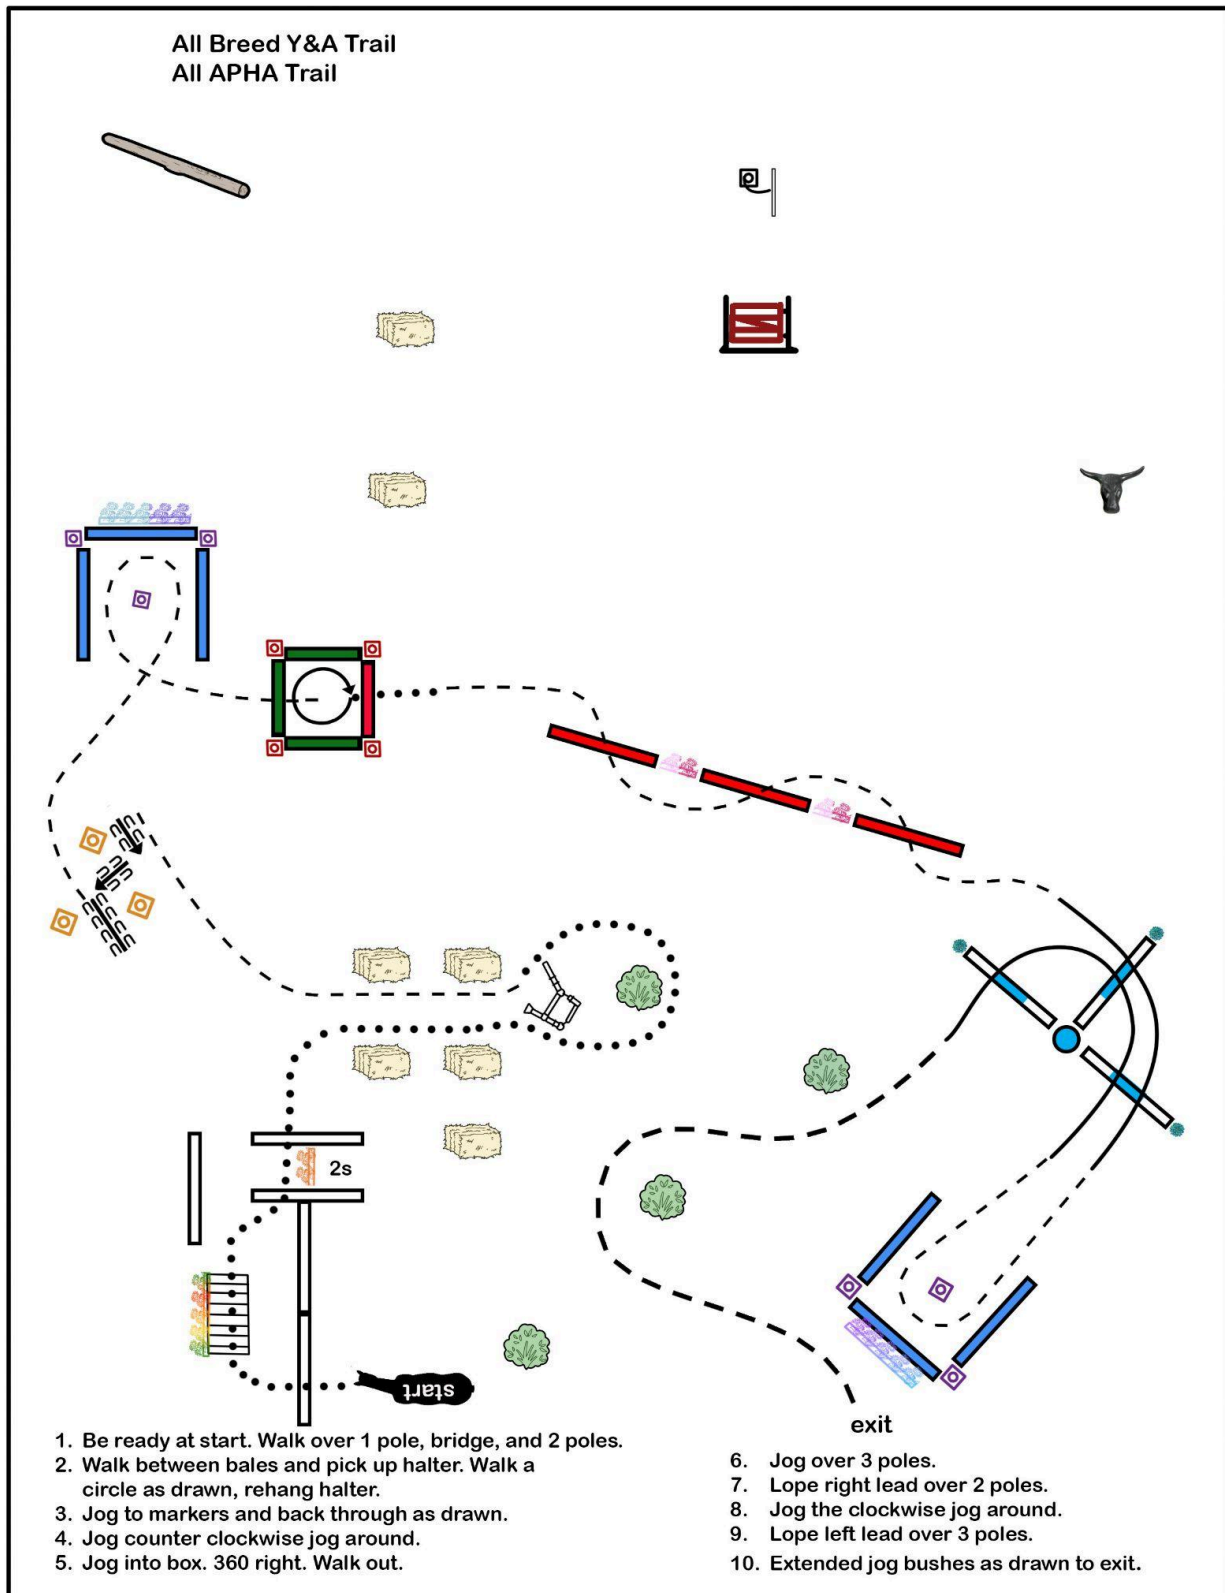 All Breed Y&A Trail
All APHA Trail
2s
start
exit
1. Be ready at start. Walk over 1 pole, bridge, and 2 poles.
2. Walk between bales and pick up halter. Walk a
circle as drawn, rehang halter.
3. Jog to markers and back through as drawn.
4. Jog counter clockwise jog around.
5. Jog into box. 360 right. Walk out.
6. Jog over 3 poles.
7. Lope right lead over 2 poles.
8. Jog the clockwise jog around.
9. Lope left lead over 3 poles.
10. Extended jog bushes as drawn to exit.